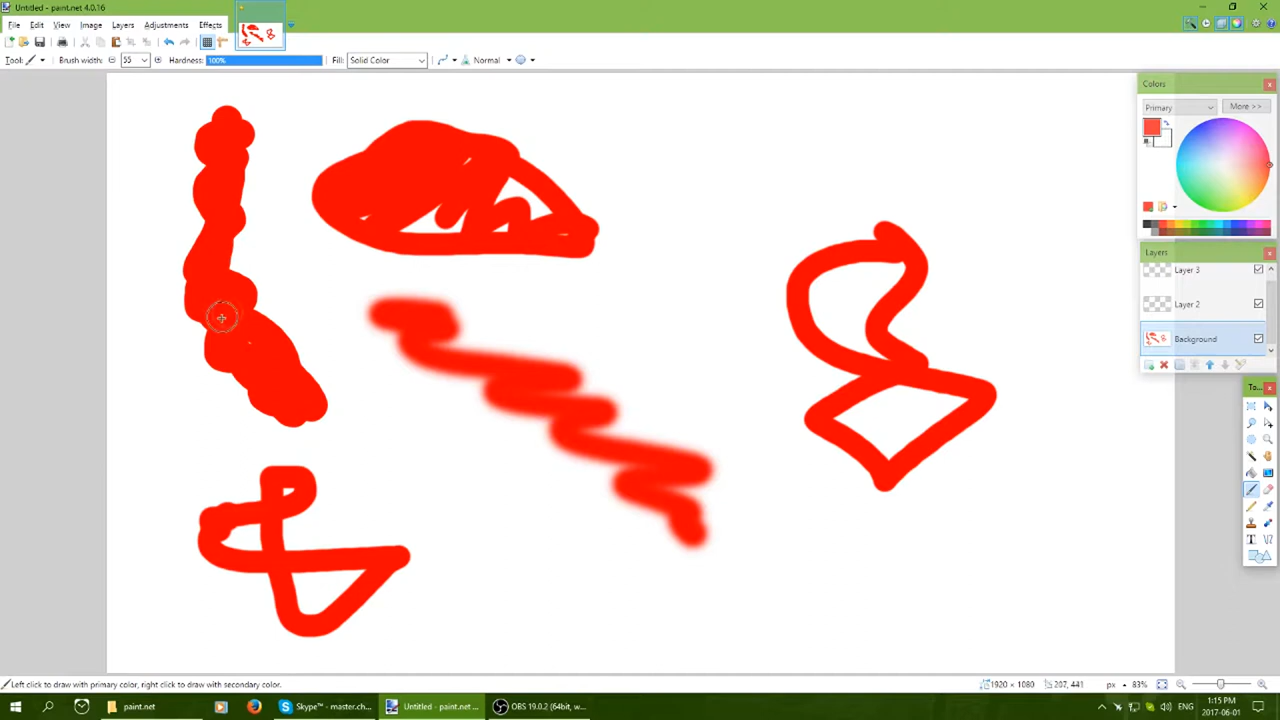 Untitled - paint.net 4.0.16
File Edit View Image Layers Adjustments Effects
Tool: Brush width: 55 Hardness: 100% Fill: Solid Color Normal
Colors
Primary More >>
Layers
Layer 3
Layer 2
Background
To...
Left click to draw with primary color, right click to draw with secondary color. 1920 × 1080 207, 441 px 83%
paint.net Skype™ - master.ch... Untitled - paint.net ... OBS 19.0.2 (64bit, w... ENG 1:15 PM
2017-06-01